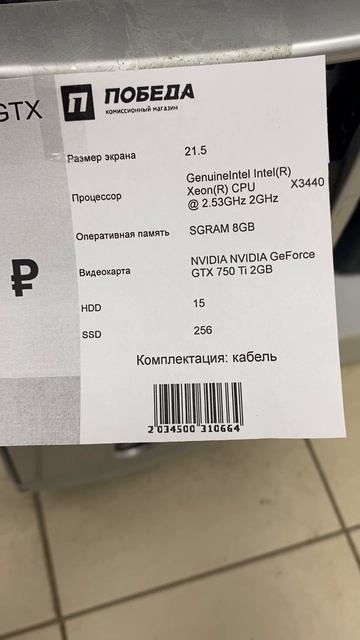 GTX
П ПОБЕДА
КОМИССИОННЫЙ МАГАЗИН
Размер экрана 21.5
Процессор GenuineIntel Intel(R) Xeon(R) CPU X3440 @ 2.53GHz 2GHz
Оперативная память SGRAM 8GB
Видеокарта NVIDIA NVIDIA GeForce GTX 750 Ti 2GB
₽
HDD 15
SSD 256
Комплектация: кабель
2 034500 310664